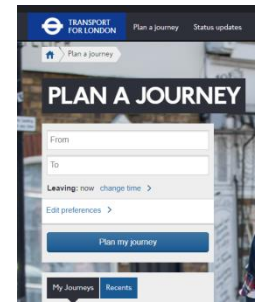 TRANSPORT
FOR LONDON
Plan a journey Status updates
Plan a journey
PLAN A JOURNEY
From
To
Leaving: now change time >
Edit preferences >
Plan my journey
My Journeys Recents